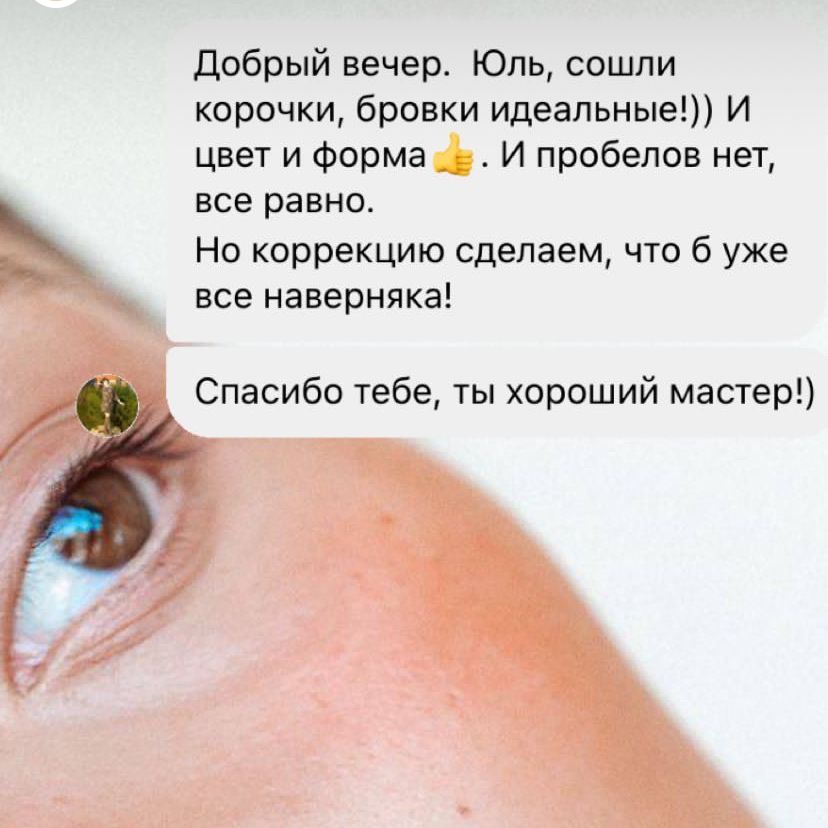 Добрый вечер.  Юль, сошли
корочки, бровки идеальные!)) И
цвет и форма👍. И пробелов нет,
все равно.
Но коррекцию сделаем, что б уже
все наверняка!
Спасибо тебе, ты хороший мастер!)